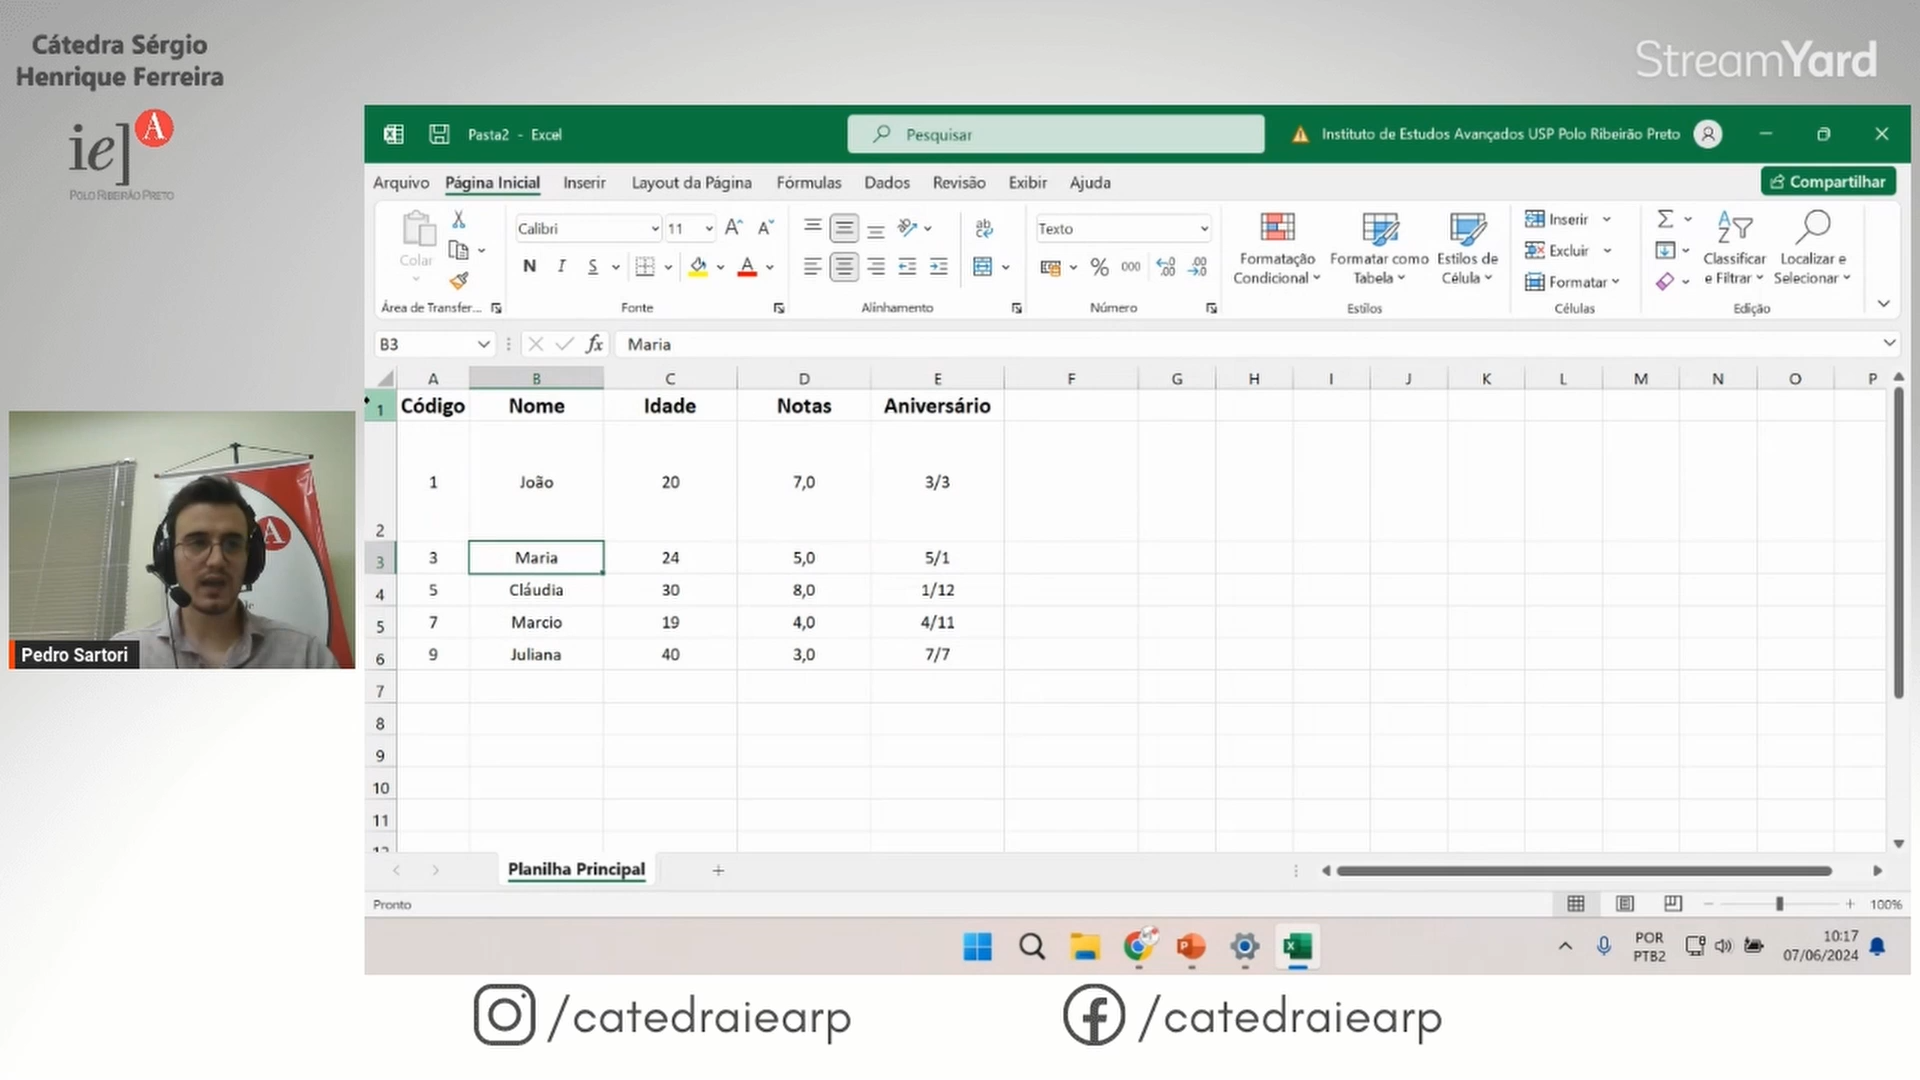 Cátedra Sérgio
Henrique Ferreira
ie]A
POLO RIBEIRÃO PRETO
StreamYard
Pasta2 - Excel
Pesquisar
Instituto de Estudos Avançados USP Polo Ribeirão Preto
Arquivo Página Inicial Inserir Layout da Página Fórmulas Dados Revisão Exibir Ajuda
Compartilhar
Colar
Área de Transfer...
Calibri 11
N I S
Fonte
Alinhamento
Texto
% 000
Número
Formatação Condicional
Formatar como Tabela
Estilos de Célula
Estilos
Inserir
Excluir
Formatar
Células
Classificar e Filtrar
Localizar e Selecionar
Edição
B3 fx Maria
A B C D E F G H I J K L M N O P
1 Código Nome Idade Notas Aniversário
2 1 João 20 7,0 3/3
3 3 Maria 24 5,0 5/1
4 5 Cláudia 30 8,0 1/12
5 7 Marcio 19 4,0 4/11
6 9 Juliana 40 3,0 7/7
7
8
9
10
11
12
Planilha Principal
Pronto
100%
POR
PTB2
10:17
07/06/2024
Pedro Sartori
/catedraiearp
/catedraiearp